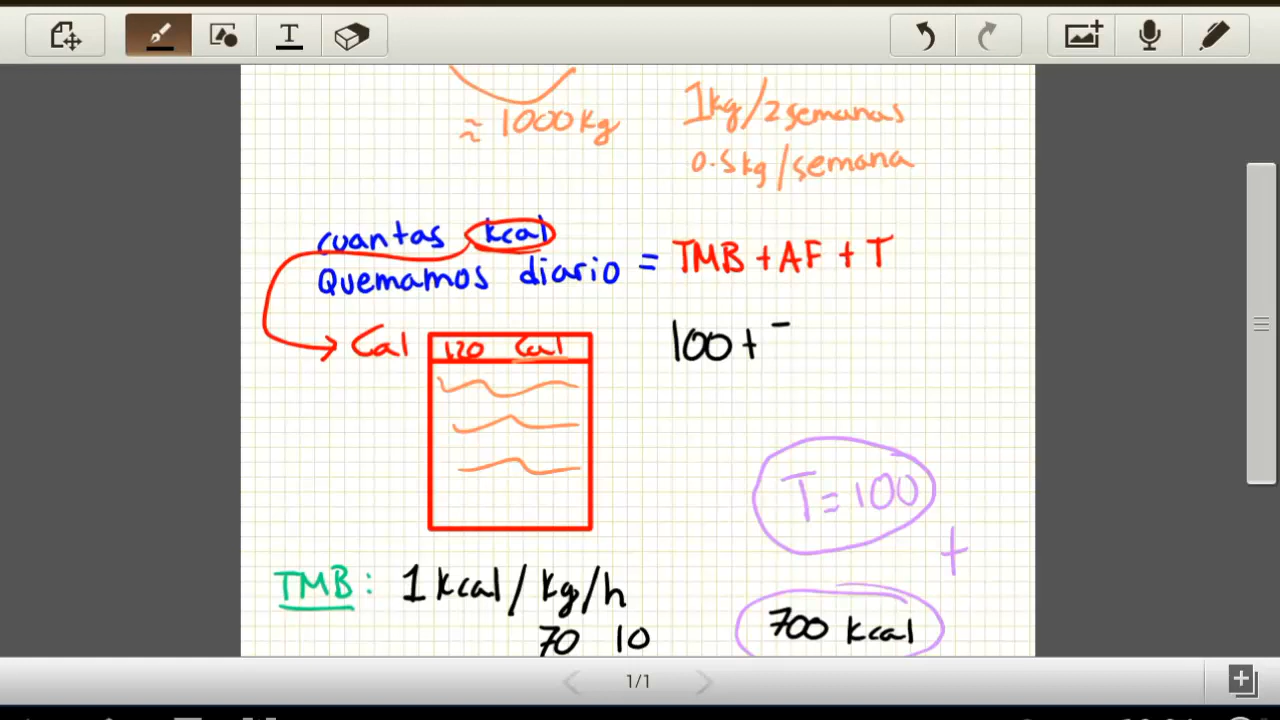 ≈ 1000 Kg
1kg/2 semanas
0.5kg/semana
cuantas kcal
Quemamos diario = TMB + AF + T
Cal
120 Cal
100 +
T = 100
+
TMB: 1 kcal/kg/h
70 10
700 kcal
1/1